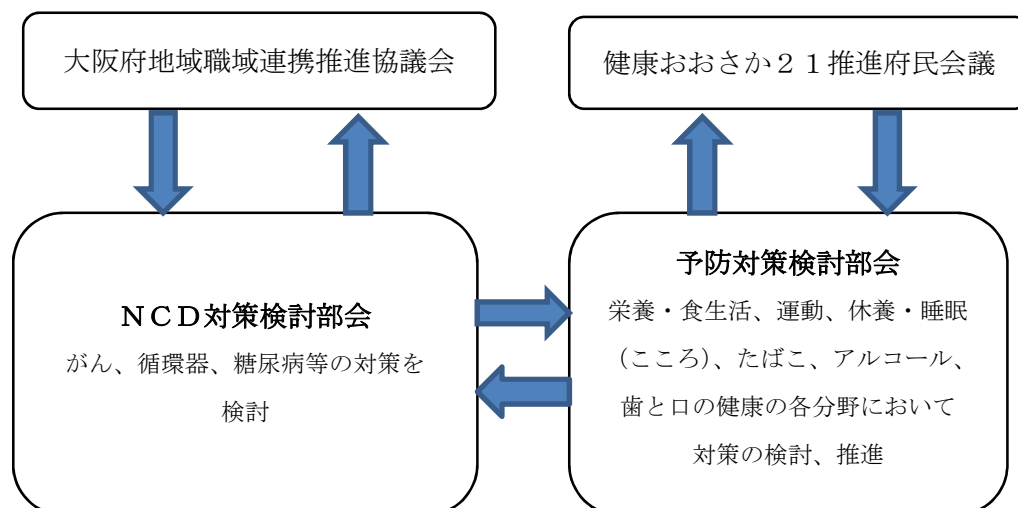 大阪府地域職域連携推進協議会
健康おおさか２１推進府民会議
ＮＣＤ対策検討部会
がん、循環器、糖尿病等の対策を
検討
予防対策検討部会
栄養・食生活、運動、休養・睡眠
（こころ）、たばこ、アルコール、
歯と口の健康の各分野において
対策の検討、推進